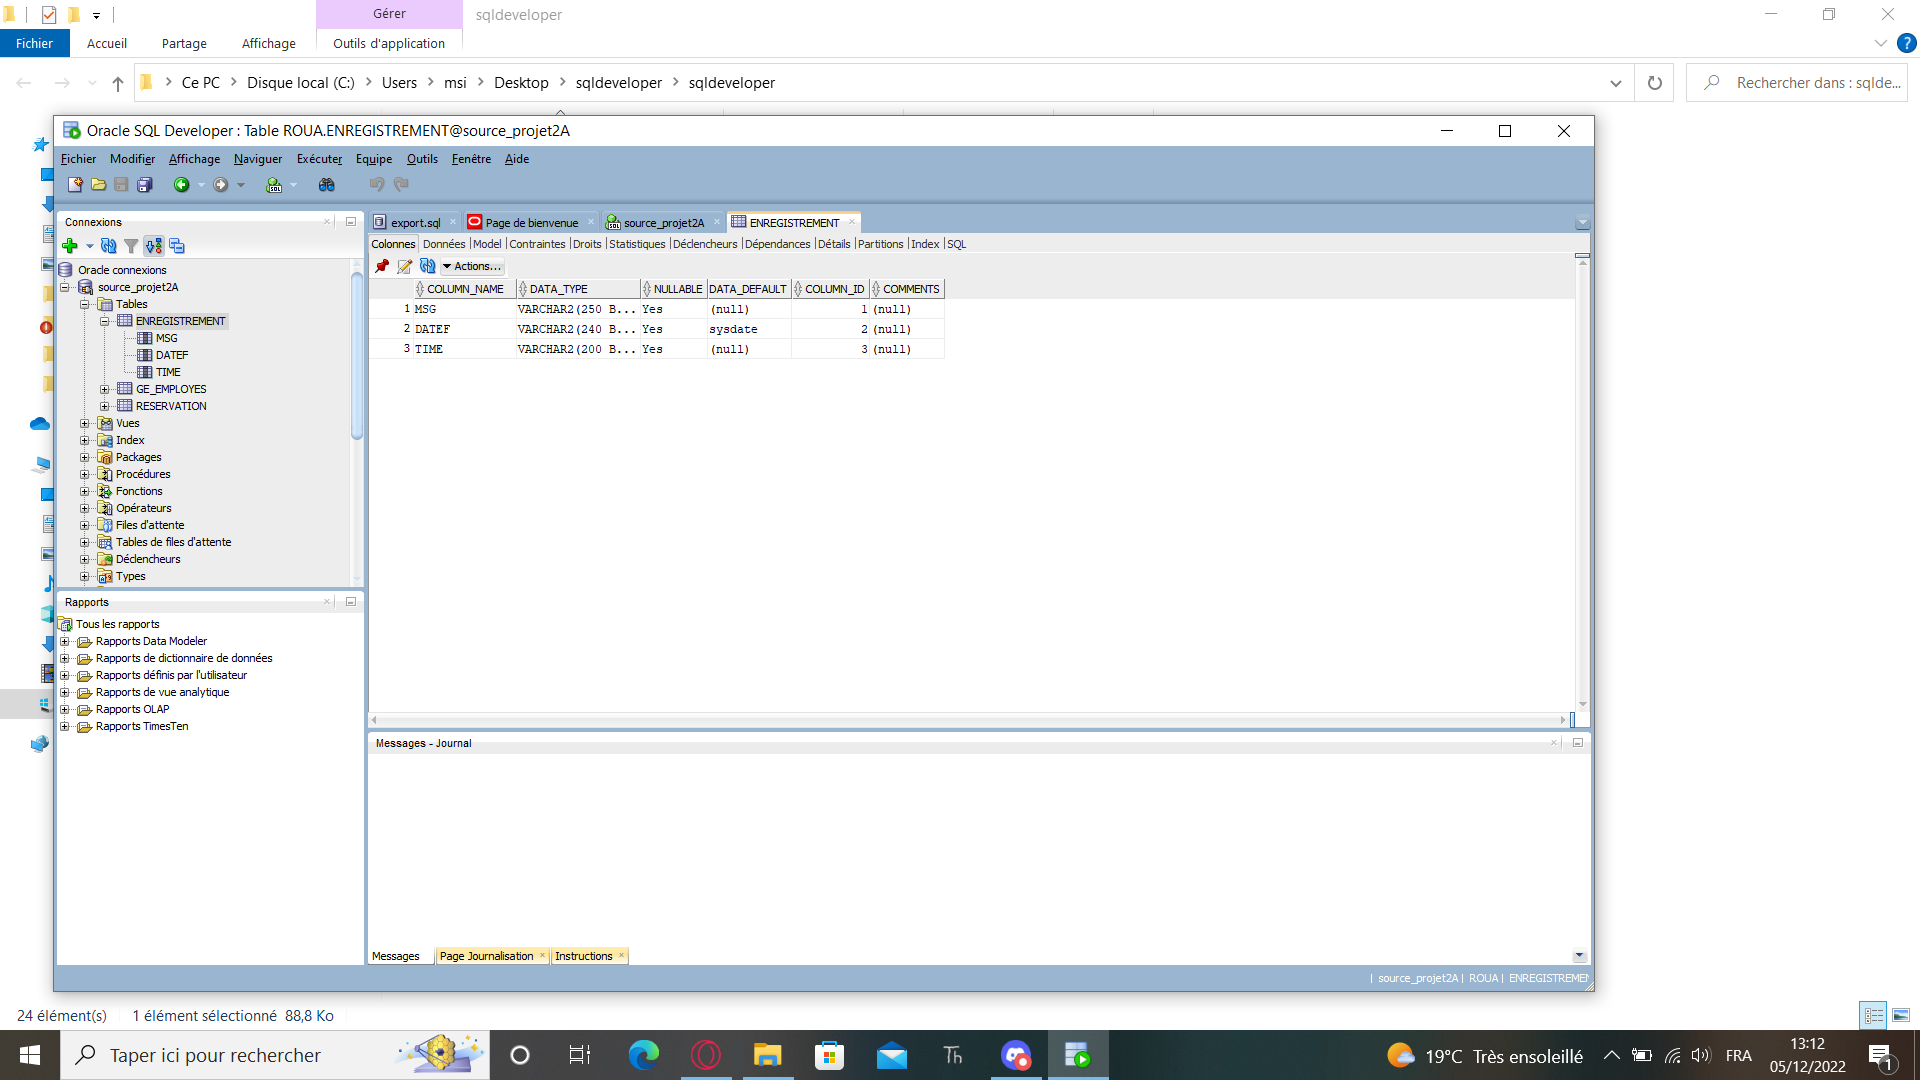 Gérer
sqldeveloper
Fichier
Accueil
Partage
Affichage
Outils d'application
Ce PC
Disque local (C:)
Users
msi
Desktop
sqldeveloper
sqldeveloper
Rechercher dans : sqlde...
Oracle SQL Developer : Table ROUA.ENREGISTREMENT@source_projet2A
Fichier Modifier Affichage Naviguer Exécuter Equipe Outils Fenêtre Aide
Connexions
Oracle connexions
source_projet2A
Tables
ENREGISTREMENT
MSG
DATEF
TIME
GE_EMPLOYES
RESERVATION
Vues
Index
Packages
Procédures
Fonctions
Opérateurs
Files d'attente
Tables de files d'attente
Déclencheurs
Types
Rapports
Tous les rapports
Rapports Data Modeler
Rapports de dictionnaire de données
Rapports définis par l'utilisateur
Rapports de vue analytique
Rapports OLAP
Rapports TimesTen
export.sql
Page de bienvenue
source_projet2A
ENREGISTREMENT
Colonnes Données |Model |Contraintes |Droits |Statistiques |Déclencheurs |Dépendances |Détails |Partitions |Index |SQL
Actions...
COLUMN_NAME DATA_TYPE NULLABLE DATA_DEFAULT COLUMN_ID COMMENTS
1 MSG VARCHAR2(250 B... Yes (null) 1 (null)
2 DATEF VARCHAR2(240 B... Yes sysdate 2 (null)
3 TIME VARCHAR2(200 B... Yes (null) 3 (null)
Messages - Journal
Messages
Page Journalisation
Instructions
| source_projet2A | ROUA | ENREGISTREMEN
24 élément(s)
1 élément sélectionné 88,8 Ko
Taper ici pour rechercher
Th
19°C Très ensoleillé
FRA
13:12
05/12/2022
1